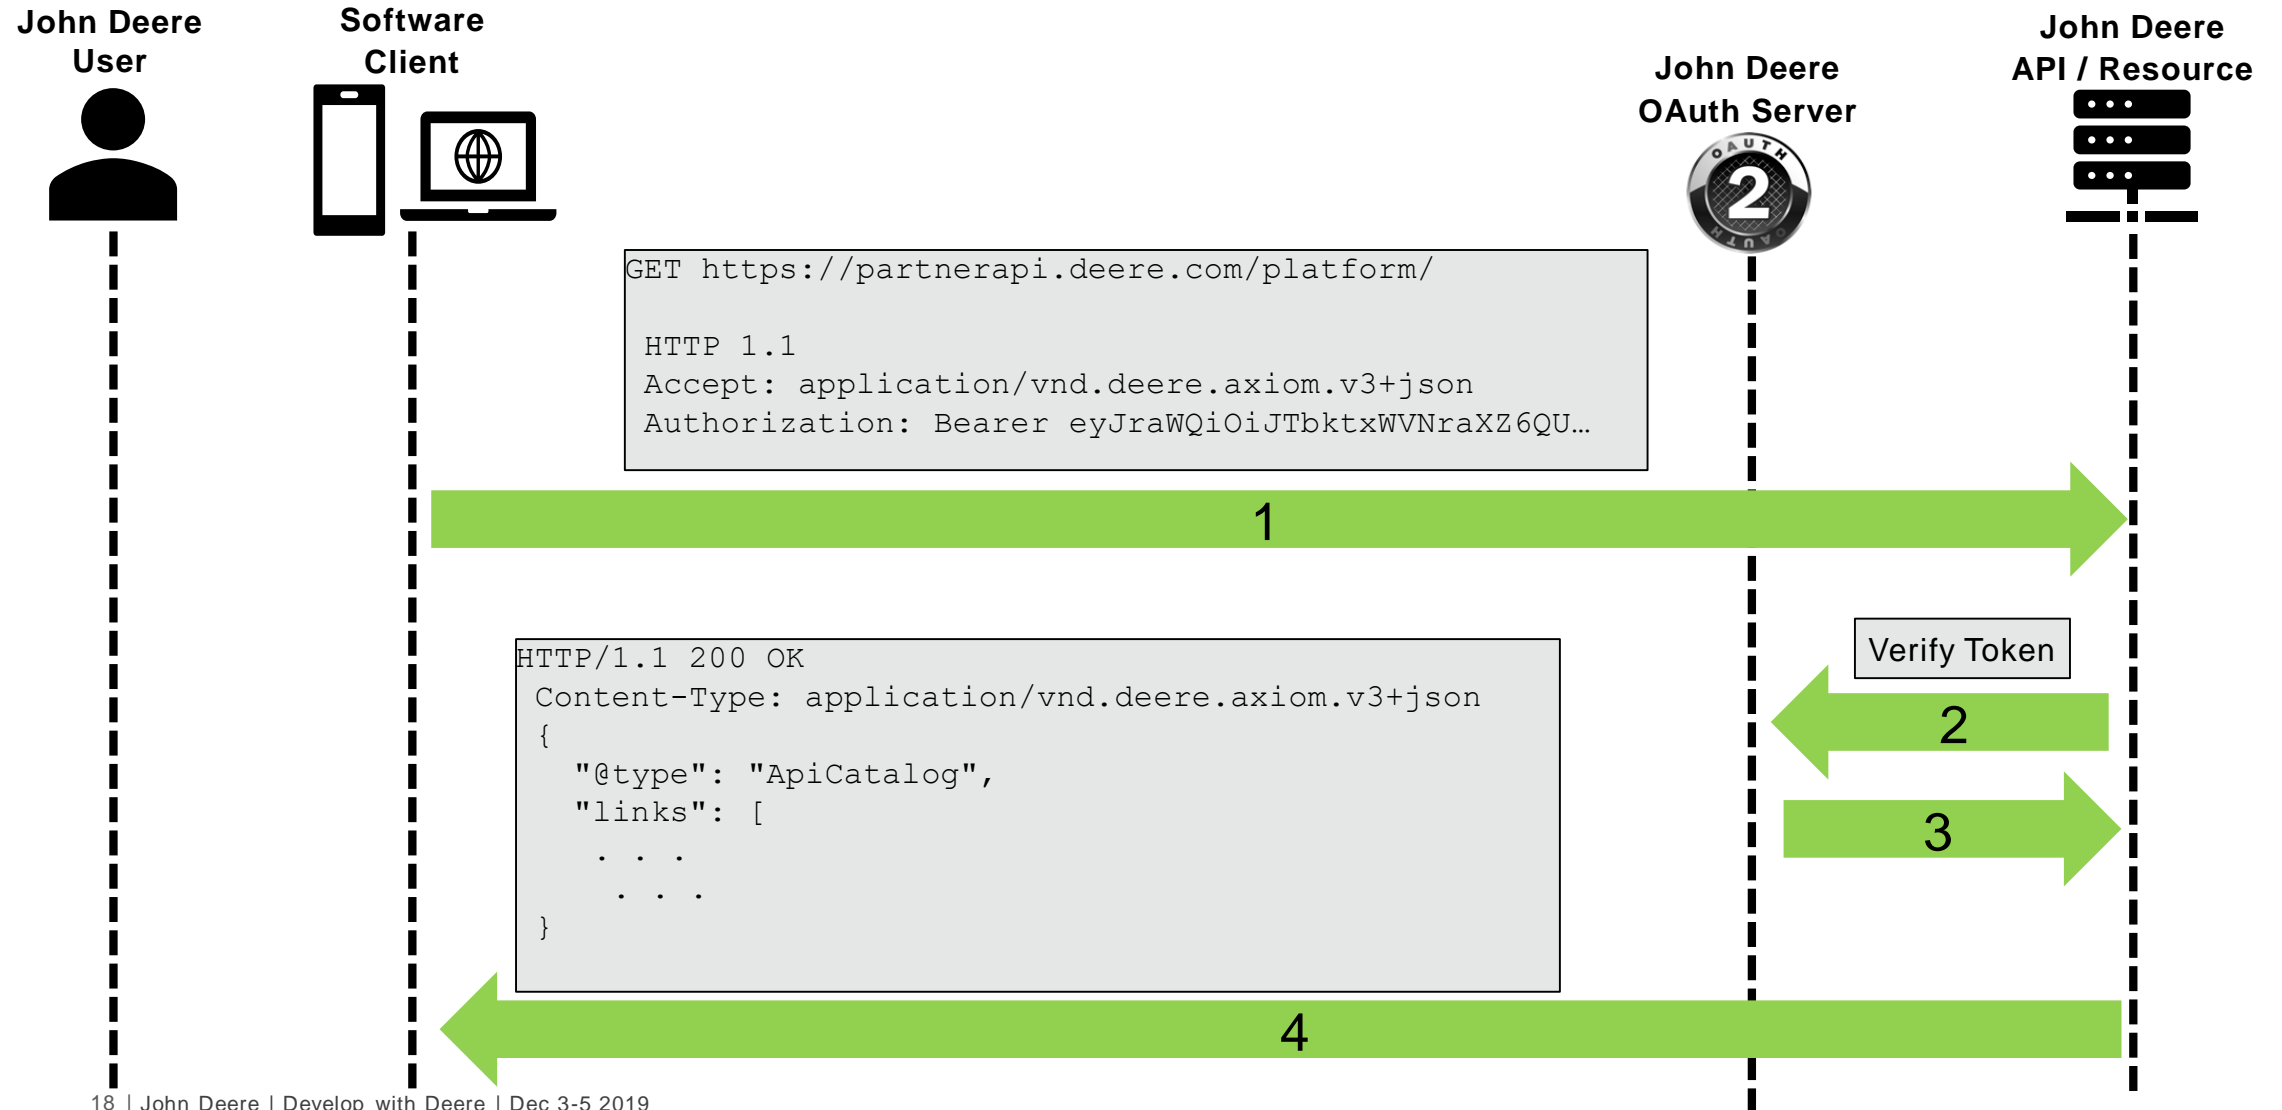 John Deere
User
Software
Client
John Deere
OAuth Server
John Deere
API / Resource
OAUTH
2
OAUTH
GET https://partnerapi.deere.com/platform/
HTTP 1.1
Accept: application/vnd.deere.axiom.v3+json
Authorization: Bearer eyJraWQiOiJTbktxWVNraXZ6QU…
1
Verify Token
2
3
HTTP/1.1 200 OK
Content-Type: application/vnd.deere.axiom.v3+json
{
"@type": "ApiCatalog",
"links": [
. . .
. . .
}
4
18 | John Deere | Develop with Deere | Dec 3-5 2019